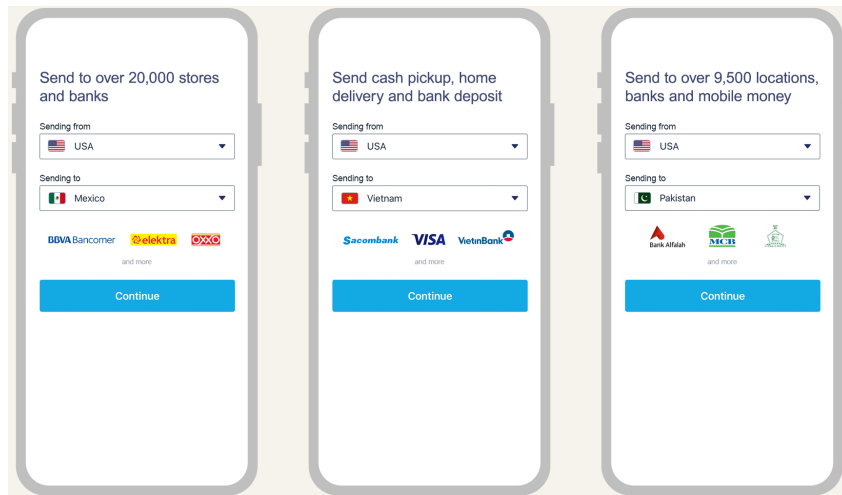 Send to over 20,000 stores
and banks
Sending from
USA
Sending to
Mexico
BBVA Bancomer
elektra
OXXO
and more
Continue
Send cash pickup, home
delivery and bank deposit
Sending from
USA
Sending to
Vietnam
Sacombank
VISA
VietinBank
and more
Continue
Send to over 9,500 locations,
banks and mobile money
Sending from
USA
Sending to
Pakistan
Bank Alfalah
MCB
and more
Continue